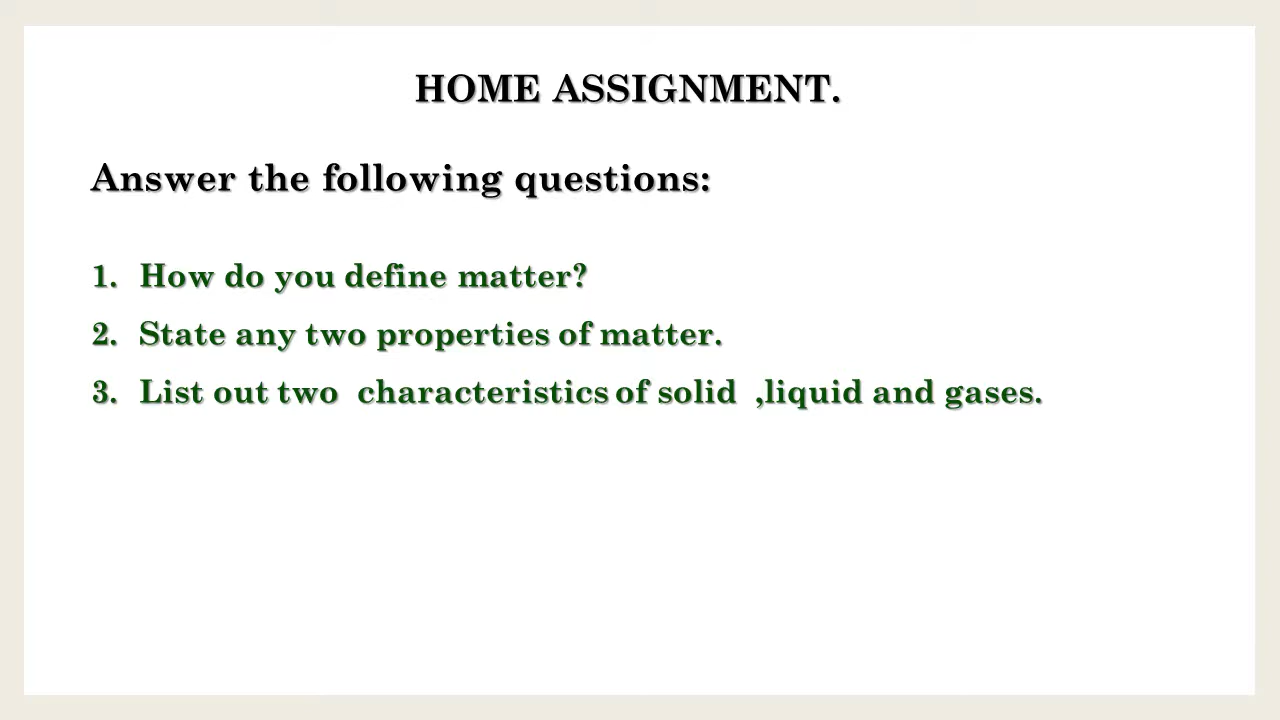 HOME ASSIGNMENT.
Answer the following questions:
1. How do you define matter?
2. State any two properties of matter.
3. List out two  characteristics of solid  ,liquid and gases.